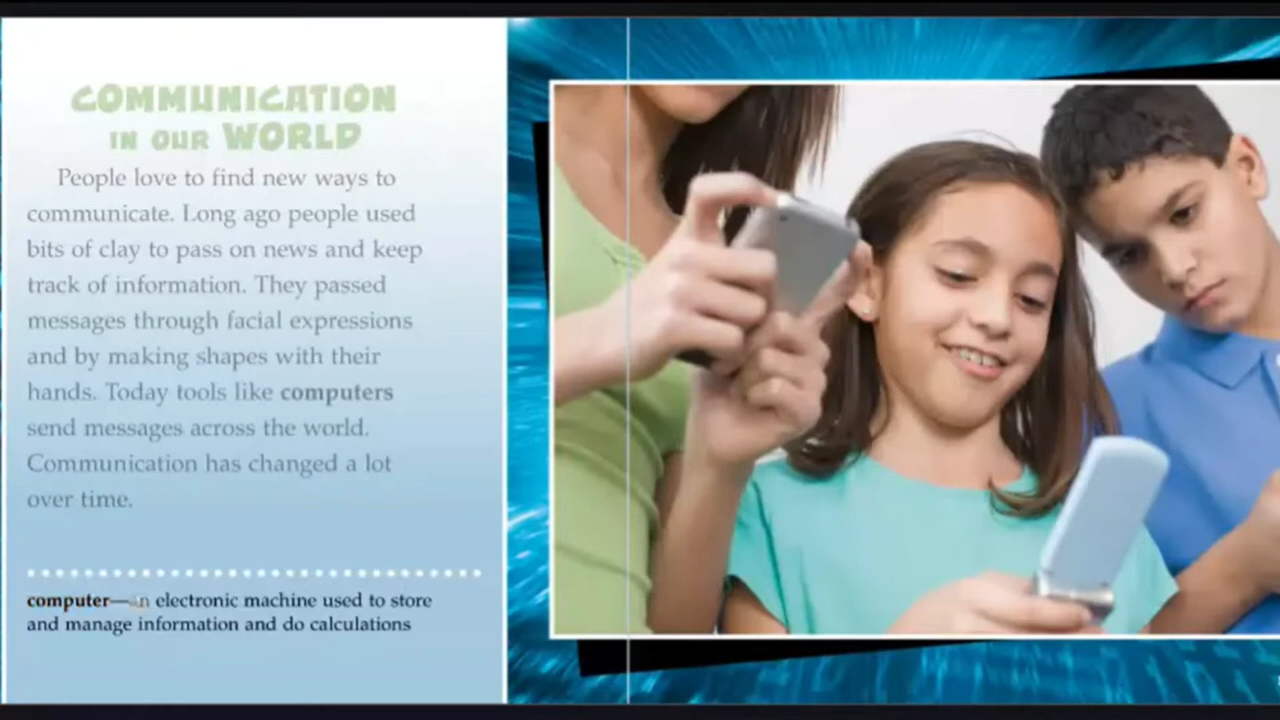 COMMUNICATION
IN OUR WORLD
People love to find new ways to
communicate. Long ago people used
bits of clay to pass on news and keep
track of information. They passed
messages through facial expressions
and by making shapes with their
hands. Today tools like computers
send messages across the world.
Communication has changed a lot
over time.
computer—an electronic machine used to store
and manage information and do calculations